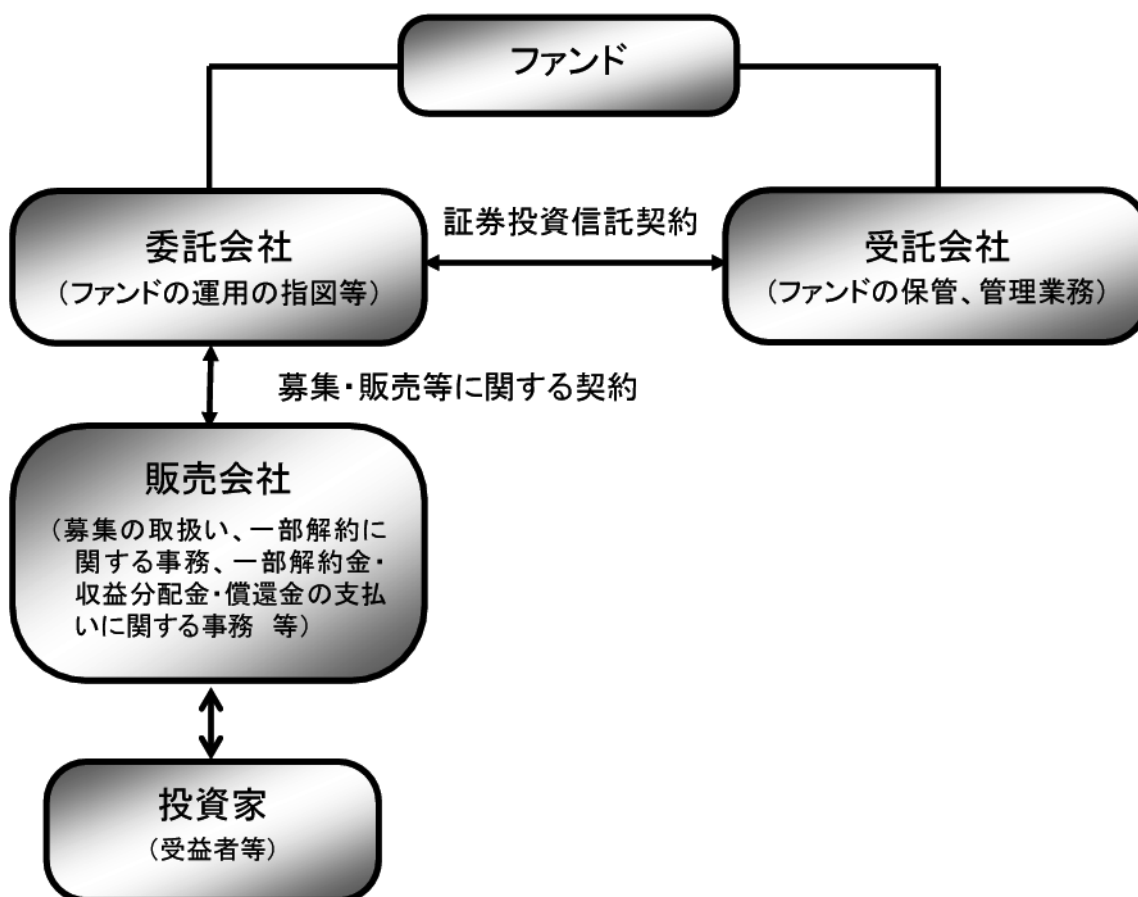 ファンド
委託会社
（ファンドの運用の指図等）
証券投資信託契約
受託会社
（ファンドの保管、管理業務）
募集・販売等に関する契約
販売会社
（募集の取扱い、一部解約に
関する事務、一部解約金・
収益分配金・償還金の支払
いに関する事務　等）
投資家
（受益者等）